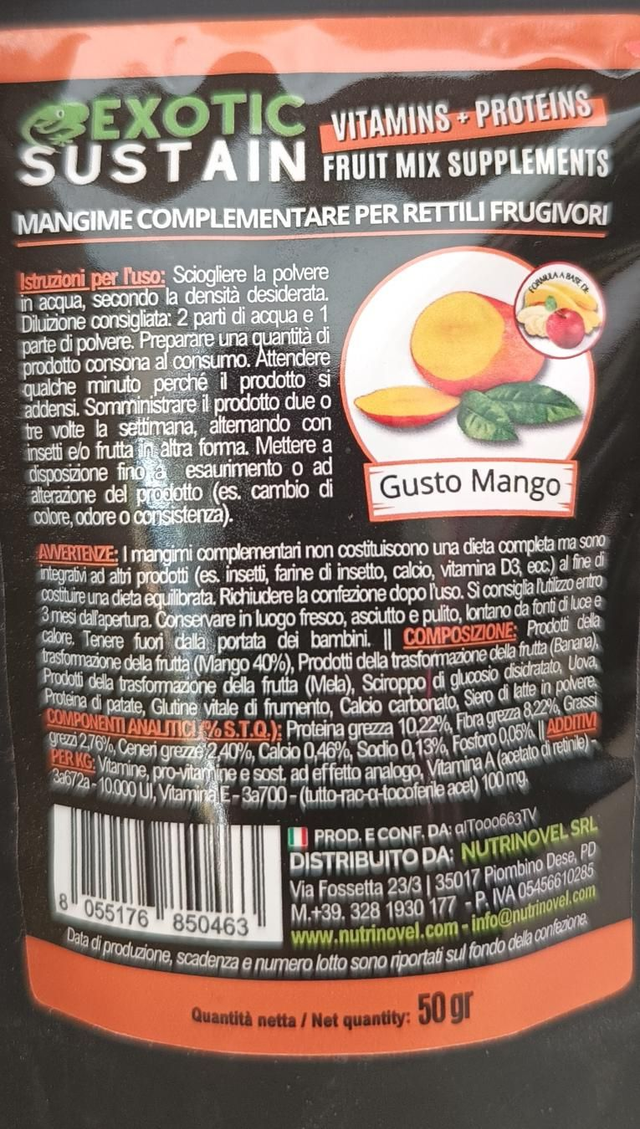 EXOTIC
SUSTAIN
VITAMINS + PROTEINS
FRUIT MIX SUPPLEMENTS
MANGIME COMPLEMENTARE PER RETTILI FRUGIVORI
Istruzioni per l'uso: Sciogliere la polvere
in acqua, secondo la densità desiderata.
Diluizione consigliata: 2 parti di acqua e 1
parte di polvere. Preparare una quantità di
prodotto consona al consumo. Attendere
qualche minuto perché il prodotto si
addensi. Somministrare il prodotto due o
tre volte la settimana, alternando con
insetti e/o frutta in altra forma. Mettere a
disposizione fino a esaurimento o ad
alterazione del prodotto (es. cambio di
colore, odore o consistenza).
FORMULA A BASE DI:
Gusto Mango
AVVERTENZE: I mangimi complementari non costituiscono una dieta completa ma sono
integrativi ad altri prodotti (es. insetti, farine di insetto, calcio, vitamina D3, ecc.) al fine di
costituire una dieta equilibrata. Richiudere la confezione dopo l'uso. Si consiglia l'utilizzo entro
3 mesi dall'apertura. Conservare in luogo fresco, asciutto e pulito, lontano da fonti di luce e
calore. Tenere fuori dalla portata dei bambini. || COMPOSIZIONE: Prodotti della
trasformazione della frutta (Mango 40%), Prodotti della trasformazione della frutta (Banana),
Prodotti della trasformazione della frutta (Mela), Sciroppo di glucosio disidratato, Uova,
Proteina di patate, Glutine vitale di frumento, Calcio carbonato, Siero di latte in polvere.
COMPONENTI ANALITICI (% S.T.Q.): Proteina grezza 10,22%, Fibra grezza 8,22%, Grassi
grezzi 2,76%, Ceneri grezze 2,40%, Calcio 0,46%, Sodio 0,13%, Fosforo 0,05% || ADDITIVI
PER KG: Vitamine, pro-vitamine e sost. ad effetto analogo, Vitamina A (acetato di retinile) -
3a672a - 10.000 UI, Vitamina E - 3a700 - (tutto-rac-α-tocoferile acet) 100 mg.
8 055176 850463
PROD. E CONF. DA: αIT000663TV
DISTRIBUITO DA: NUTRINOVEL SRL
Via Fossetta 23/3 | 35017 Piombino Dese, PD
M.+39. 328 1930 177 - P. IVA 05456610285
www.nutrinovel.com - info@nutrinovel.com
Data di produzione, scadenza e numero lotto sono riportati sul fondo della confezione.
Quantità netta / Net quantity: 50 gr